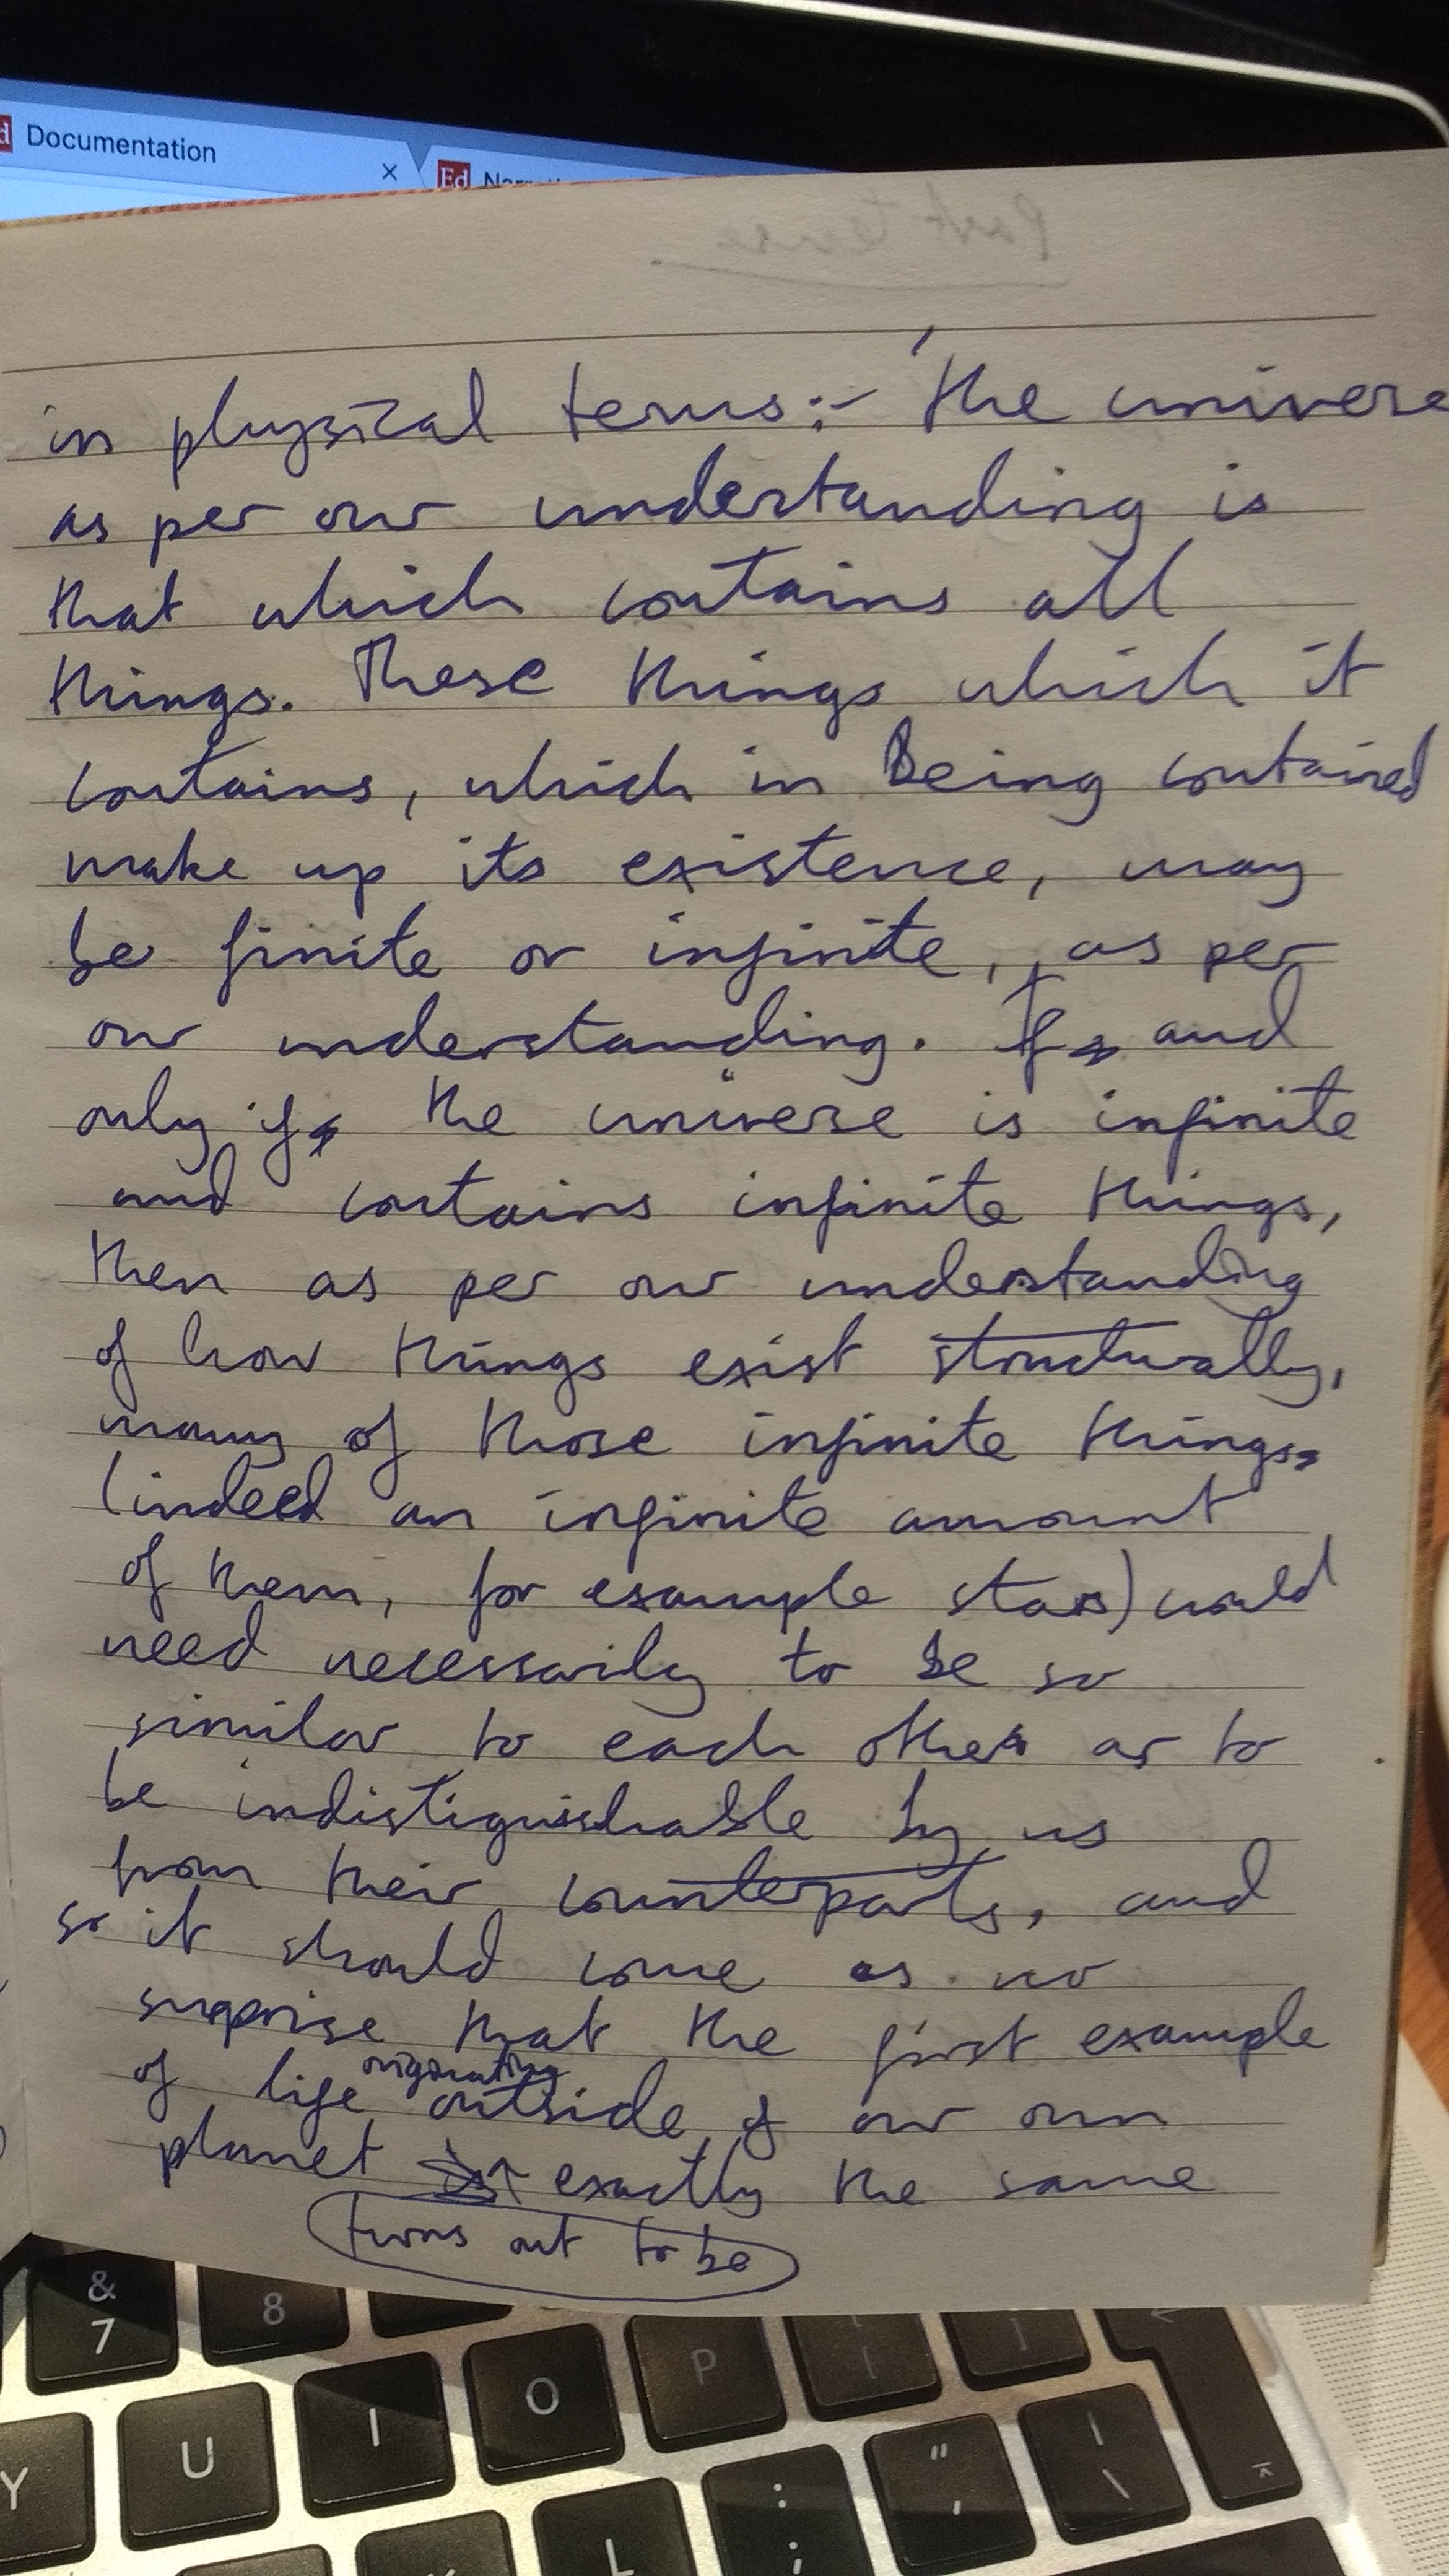 Documentation
×
Ed
Past tense
in physical terms:- 'the universe
as per our understanding is
that which contains all
things. These things which it
contains, which in being contained
make up its existence, may
be finite or infinite, as per
our understanding. If and
only if the universe is infinite
and contains infinite things,
then as per our understanding
of how things exist structurally,
many of those infinite things
(indeed an infinite amount
of them, for example stars) would
need necessarily to be so
similar to each other as to
be indistiguishable by us
from their counterparts, and
so it should come as no
surprise that the first example
of life originating outside of our own
planet exactly the same
turns out to be
&
7
8
U
I
O
P
[
]
Y
L
:
;
"
'
|
\